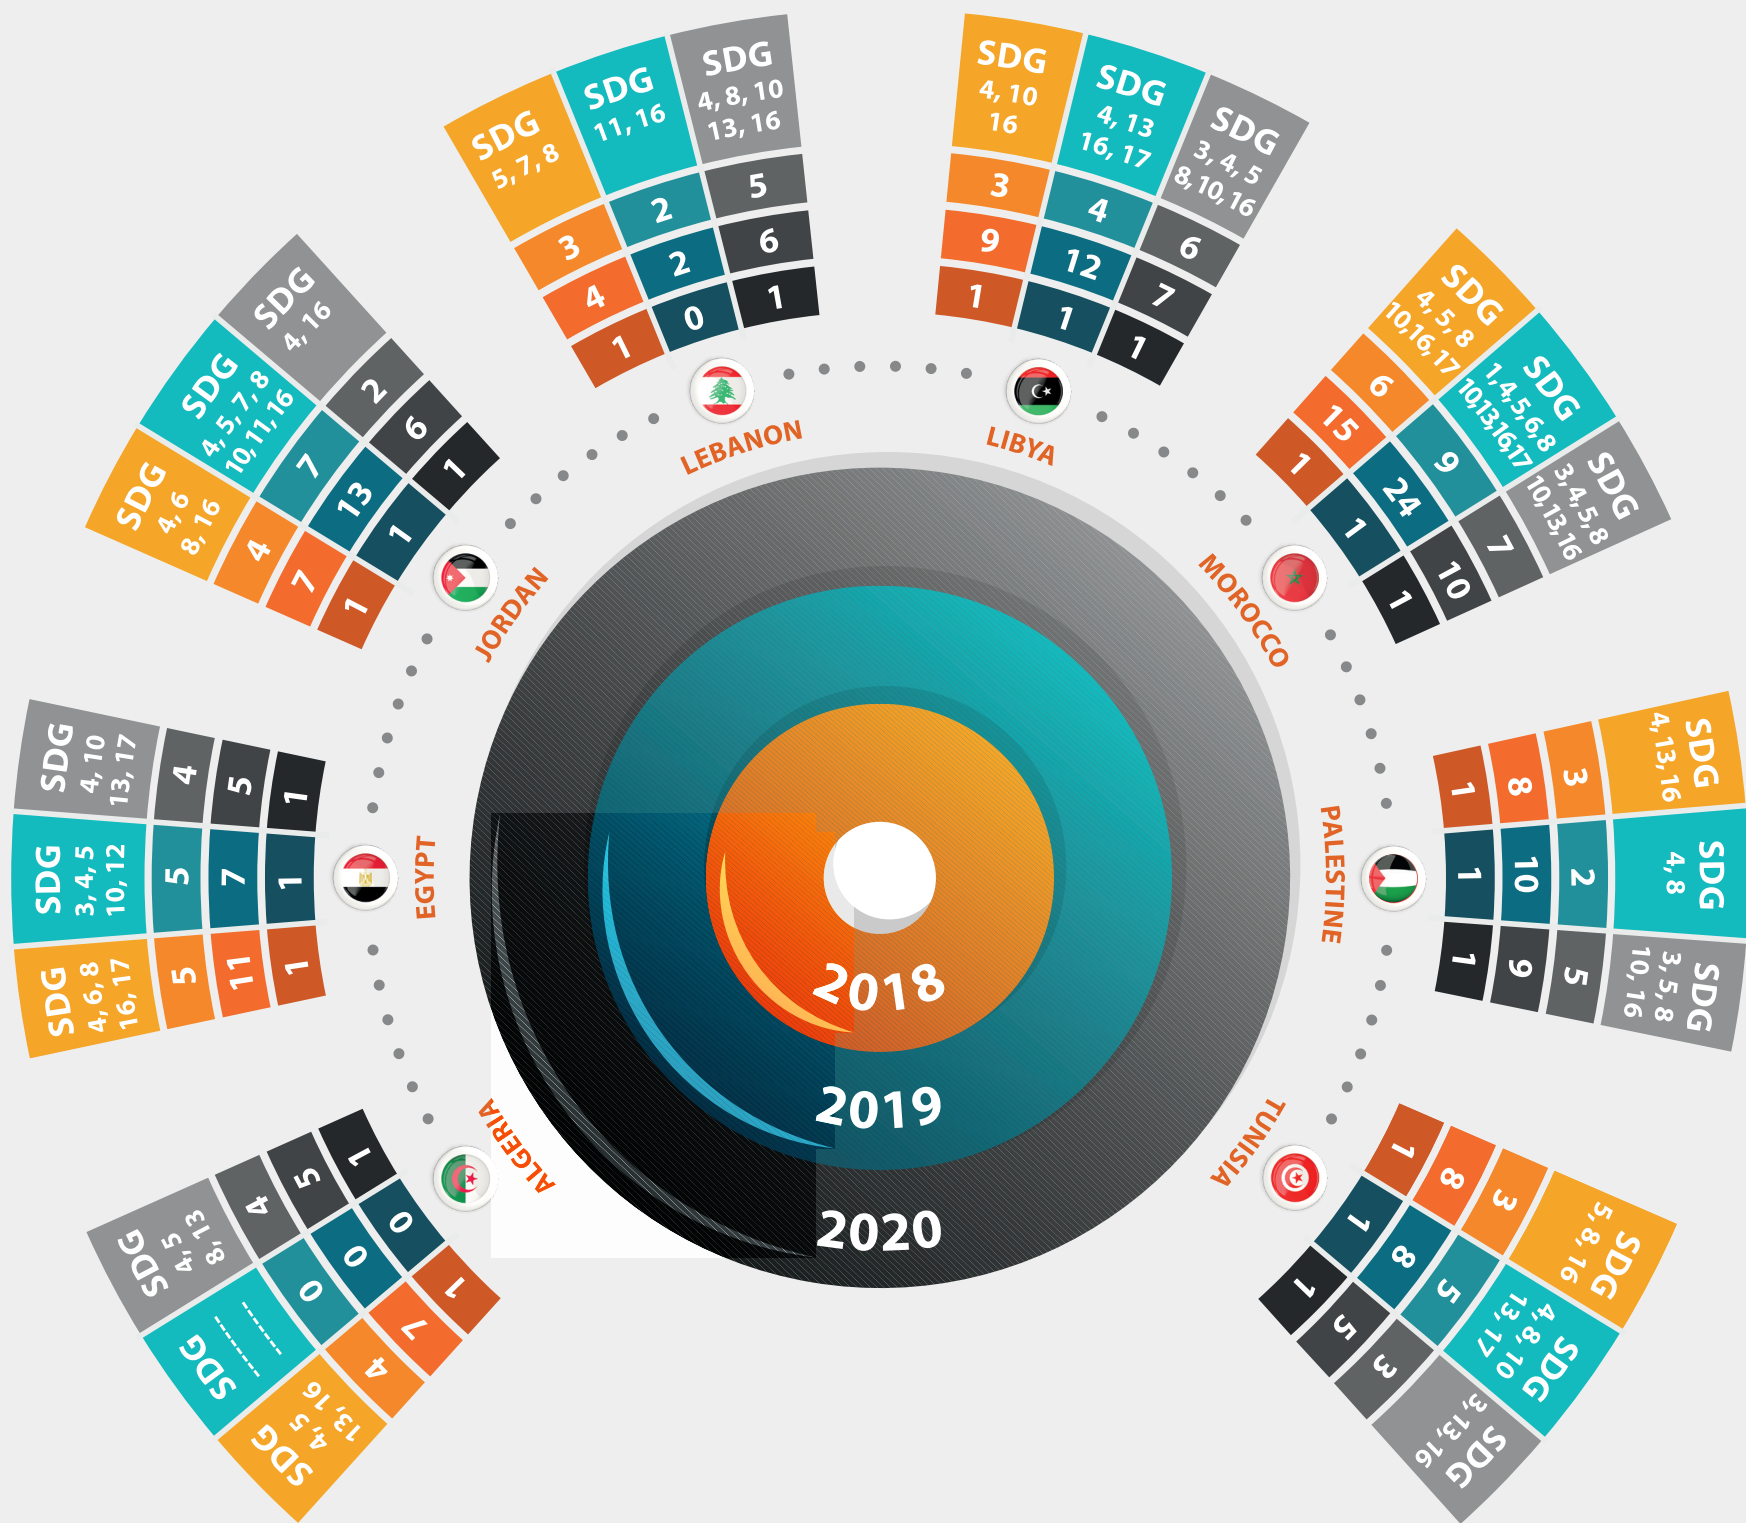 SDG
5, 7, 8
3
4
1
SDG
11, 16
2
2
0
SDG
4, 8, 10
13, 16
5
6
1
LEBANON
SDG
4, 10
16
3
9
1
SDG
4, 13
16, 17
4
12
1
SDG
3, 4, 5
8, 10, 16
6
7
1
LIBYA
SDG
4, 5, 8
10,16, 17
6
15
1
SDG
1,4,5,6,8
10,13,16,17
9
24
1
SDG
3,4,5,8
10,13,16
7
10
1
MOROCCO
SDG
4, 13, 16
3
8
1
SDG
4, 8
2
10
1
SDG
3, 5, 8
10, 16
5
9
1
PALESTINE
SDG
5, 8, 16
3
8
1
SDG
4, 8, 10
13, 17
5
8
1
SDG
3, 13, 16
3
5
1
TUNISIA
SDG
4, 5
13, 16
4
7
1
SDG
0
0
0
SDG
4, 5
8, 13
4
5
1
ALGERIA
SDG
4, 6, 8
16, 17
5
11
1
SDG
3, 4, 5
10, 12
5
7
1
SDG
4, 10
13, 17
4
5
1
EGYPT
SDG
4, 6
8, 16
4
7
1
SDG
4, 5, 7, 8
10, 11, 16
7
13
1
SDG
4, 16
2
6
1
JORDAN
2018
2019
2020